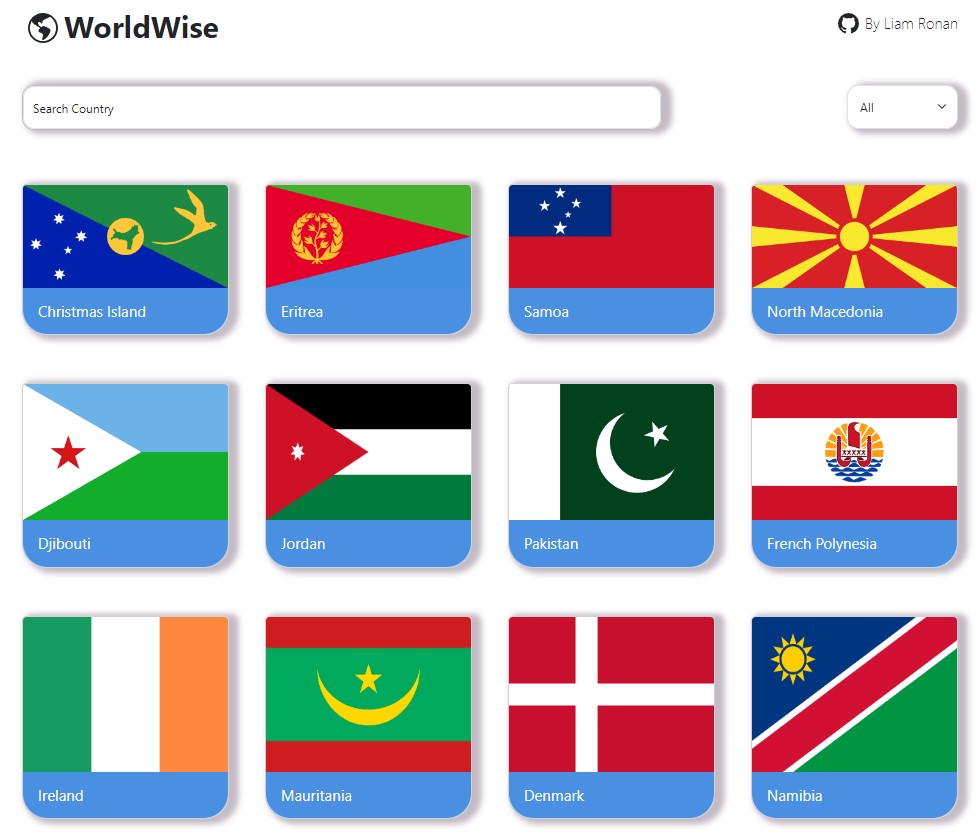 WorldWise
By Liam Ronan
Search Country
All
Christmas Island
Eritrea
Samoa
North Macedonia
Djibouti
Jordan
Pakistan
French Polynesia
Ireland
Mauritania
Denmark
Namibia